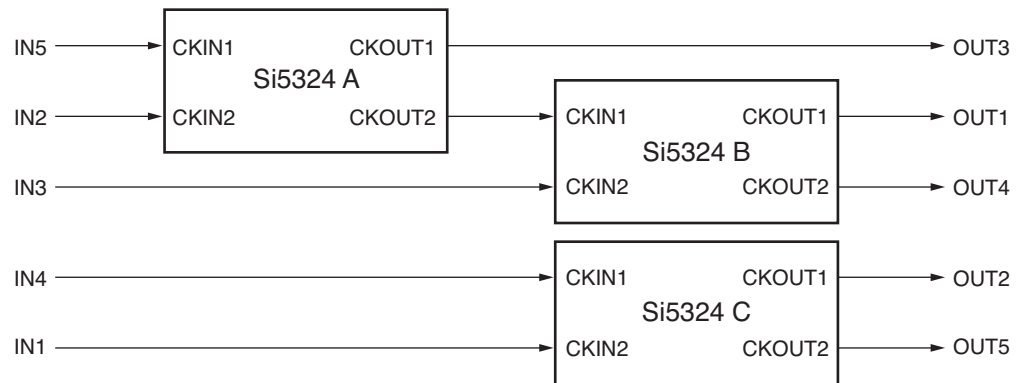 IN5 CKIN1 CKOUT1 OUT3
Si5324 A
IN2 CKIN2 CKOUT2 CKIN1 CKOUT1 OUT1
Si5324 B
IN3 CKIN2 CKOUT2 OUT4
IN4 CKIN1 CKOUT1 OUT2
Si5324 C
IN1 CKIN2 CKOUT2 OUT5